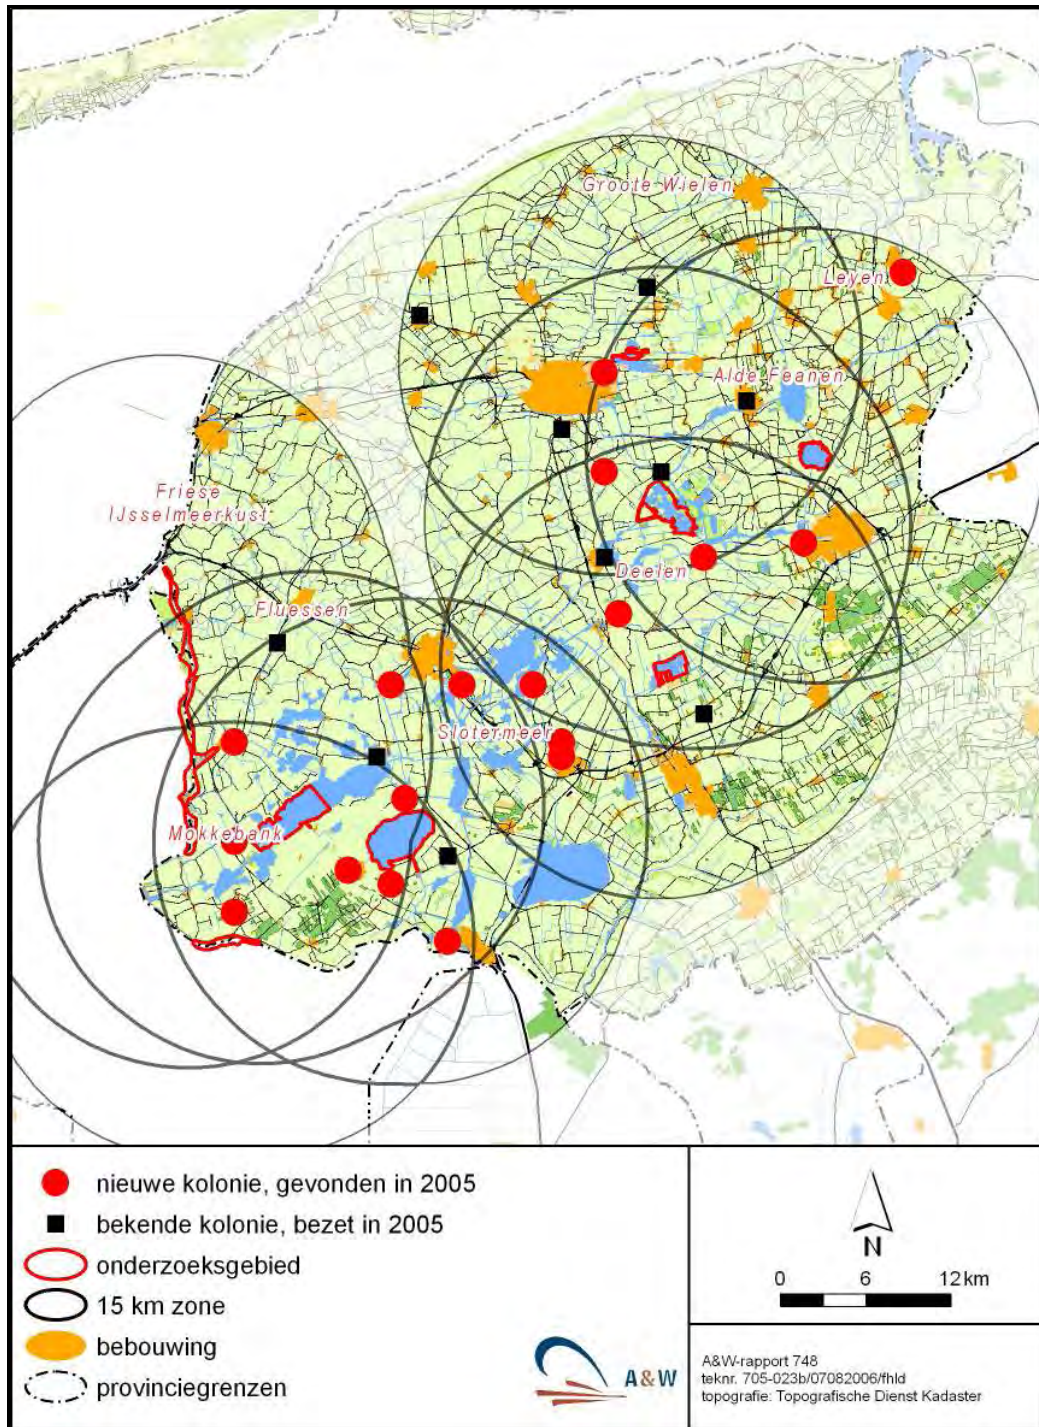 Groote Wielen
Leyen
Alde Feanen
Friese
IJsselmeerkust
Deelen
Fluessen
Slotermeer
Mokkebank
nieuwe kolonie, gevonden in 2005
bekende kolonie, bezet in 2005
onderzoeksgebied
15 km zone
bebouwing
provinciegrenzen
A&W
N
0 6 12 km
A&W-rapport 748
teknr. 705-023b/07082006/fhld
topografie: Topografische Dienst Kadaster